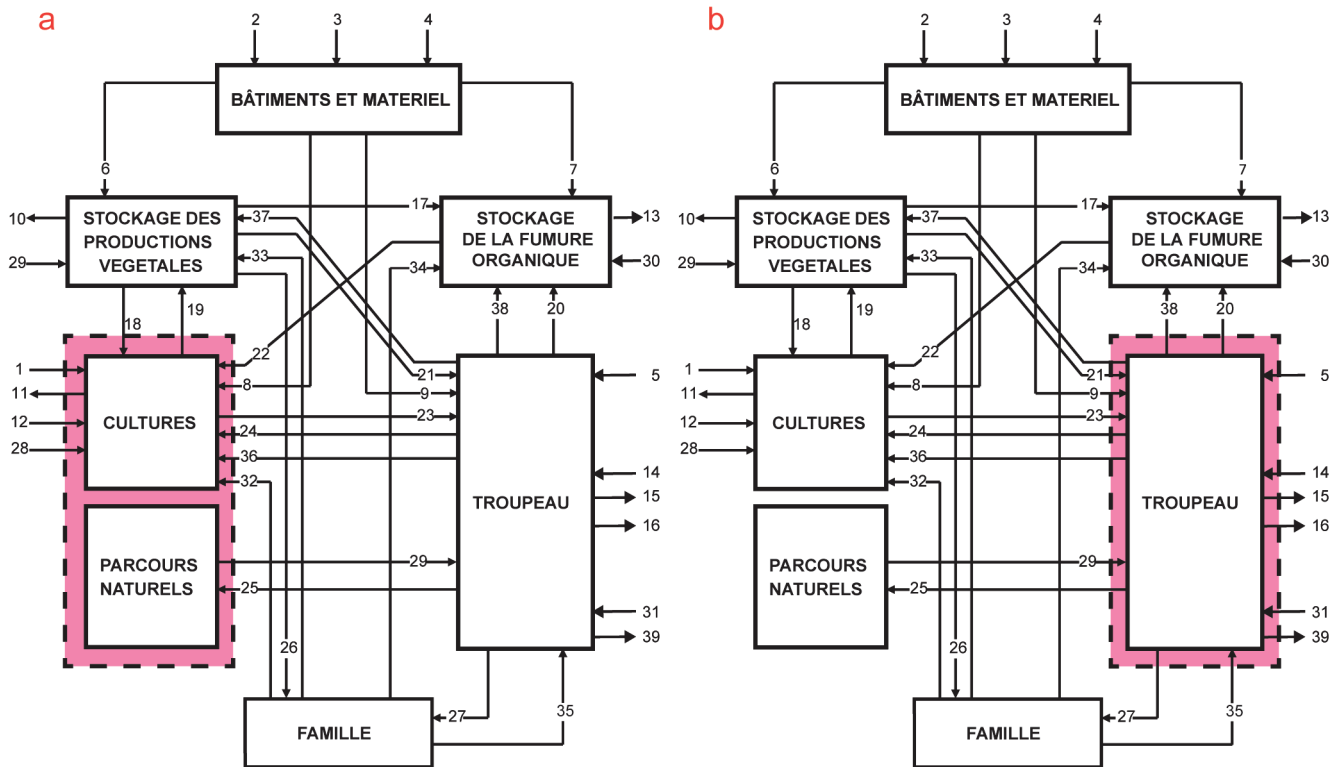 a
2 3 4
BÂTIMENTS ET MATERIEL
6 7
STOCKAGE DES
PRODUCTIONS
VEGETALES
STOCKAGE
DE LA FUMURE
ORGANIQUE
10
29
17
37
33
34
13
30
18
19
38
20
22
1
11
12
28
CULTURES
8
21
9
23
24
36
32
5
14
15
16
TROUPEAU
PARCOURS
NATURELS
29
25
31
39
26
27
35
FAMILLE
b
2 3 4
BÂTIMENTS ET MATERIEL
6 7
STOCKAGE DES
PRODUCTIONS
VEGETALES
STOCKAGE
DE LA FUMURE
ORGANIQUE
10
29
17
37
33
34
13
30
18
19
38
20
22
1
11
12
28
CULTURES
8
21
9
23
24
36
32
5
14
15
16
TROUPEAU
PARCOURS
NATURELS
29
25
31
39
26
27
35
FAMILLE